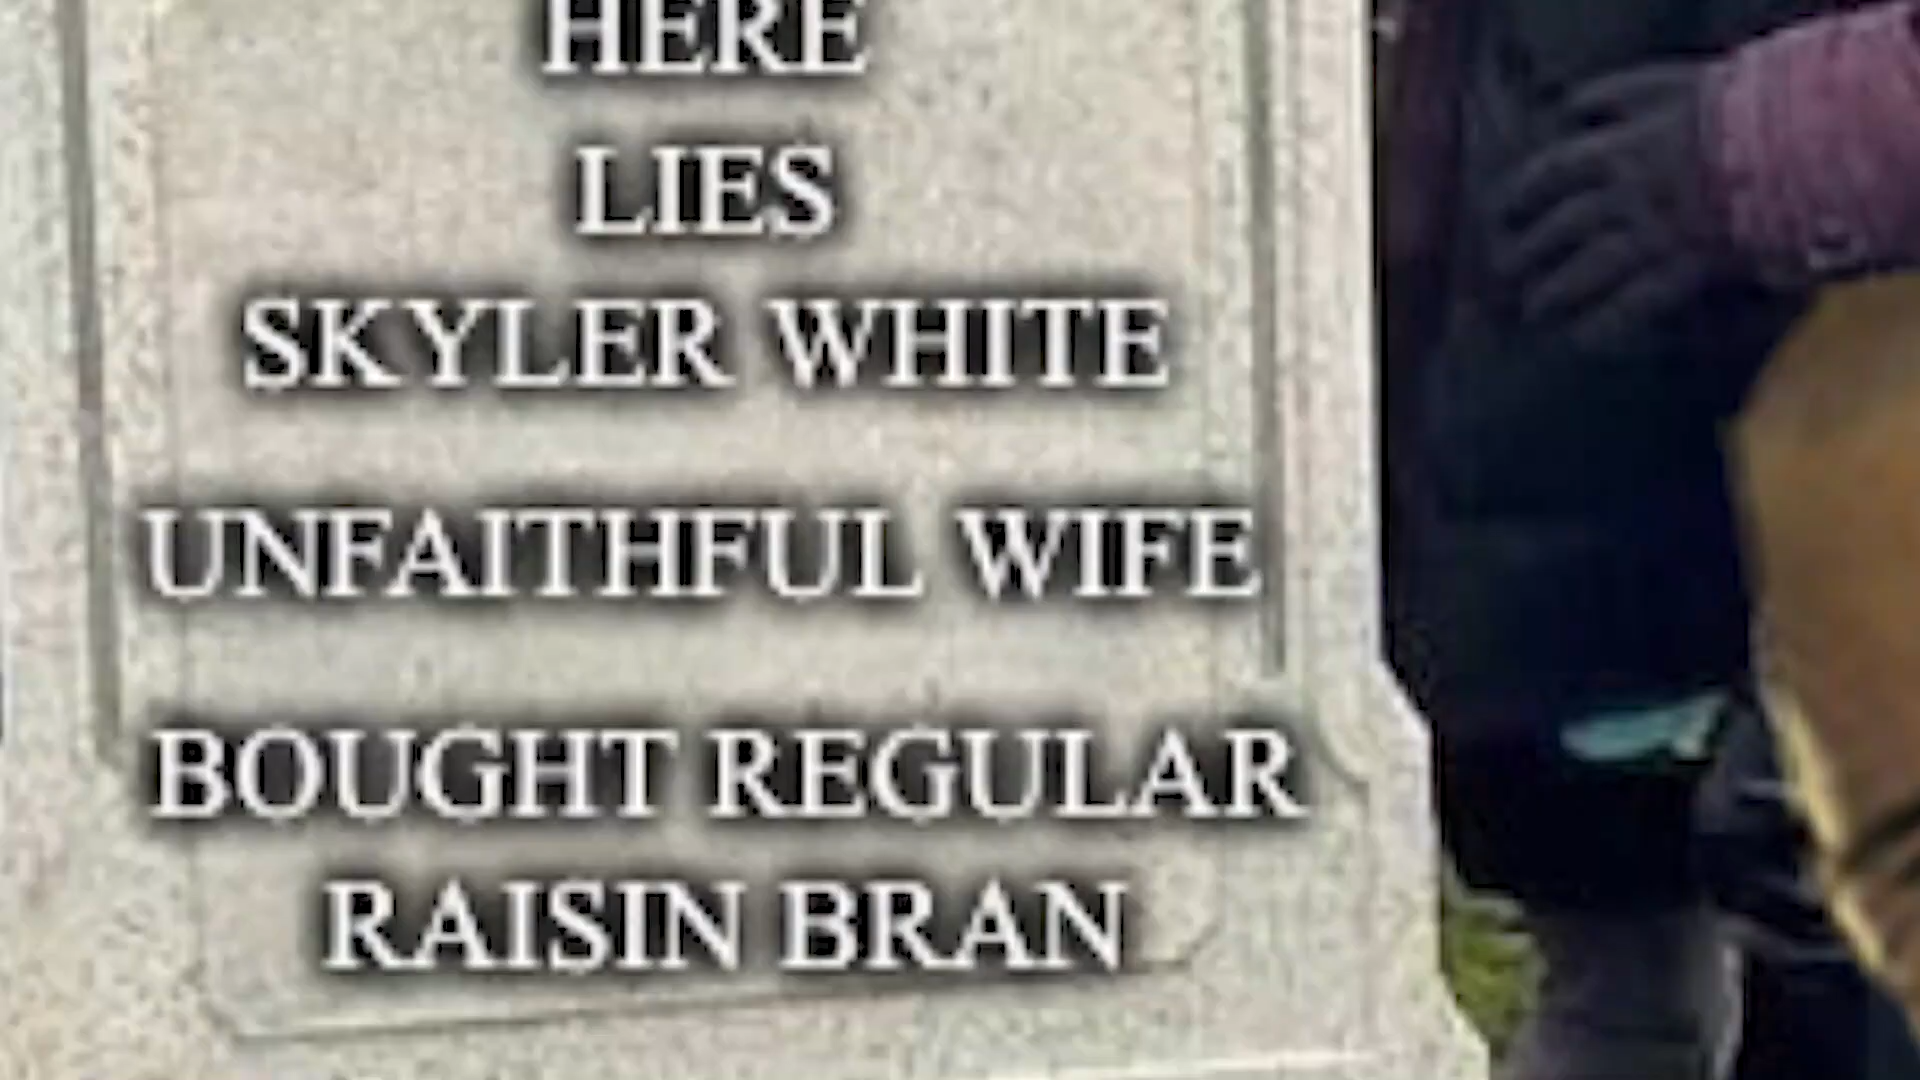 HERE
LIES
SKYLER WHITE
UNFAITHFUL WIFE
BOUGHT REGULAR
RAISIN BRAN